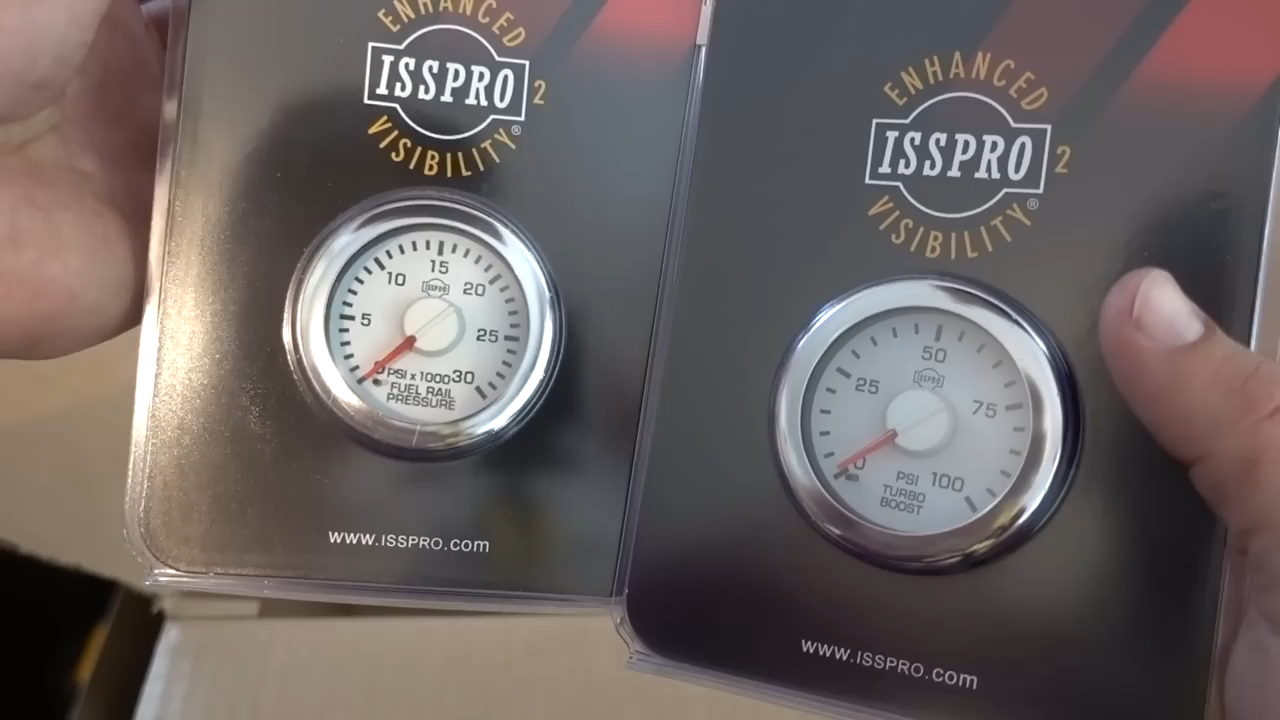 ENHANCED
ISSPRO 2
VISIBILITY®
15
10 20
ISSPRO
5 25
0 PSI x 1000 30
FUEL RAIL
PRESSURE
www.ISSPRO.com
ENHANCED
ISSPRO 2
VISIBILITY®
50
ISSPRO
25 75
0 PSI 100
TURBO
BOOST
www.ISSPRO.com